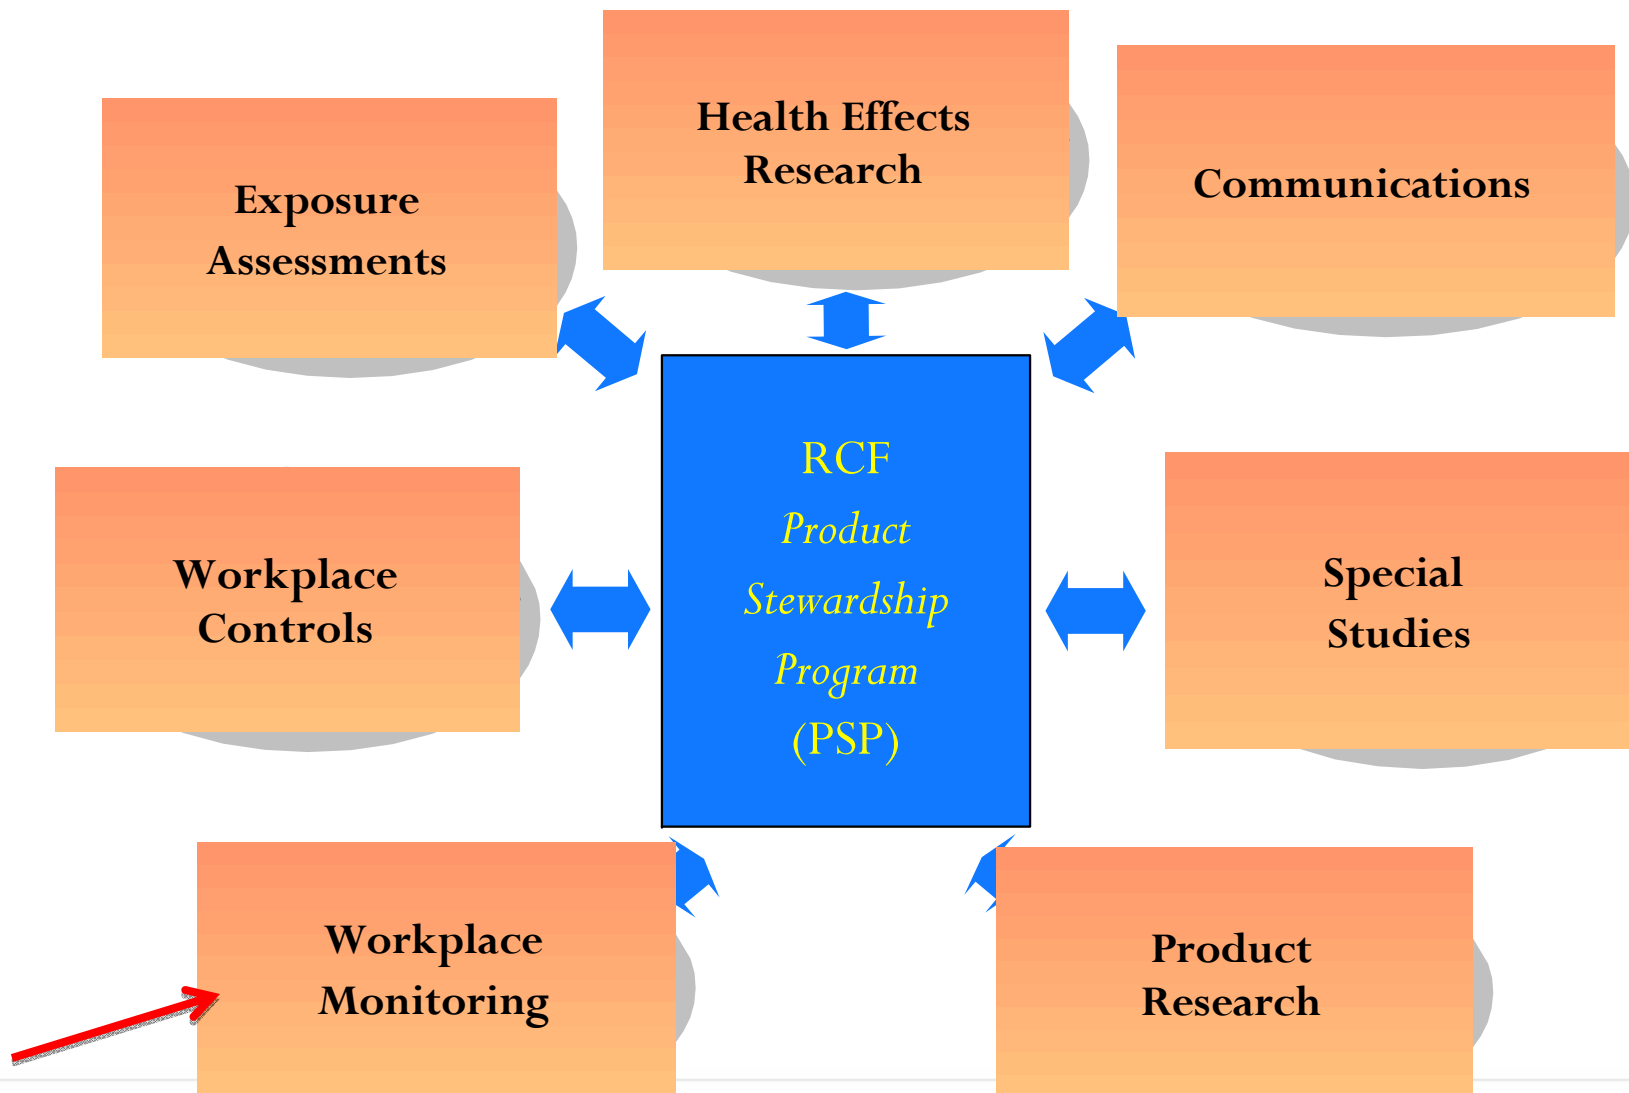 Health Effects
Research
Communications
Exposure
Assessments
RCF
Product
Stewardship
Program
(PSP)
Workplace
Controls
Special
Studies
Workplace
Monitoring
Product
Research